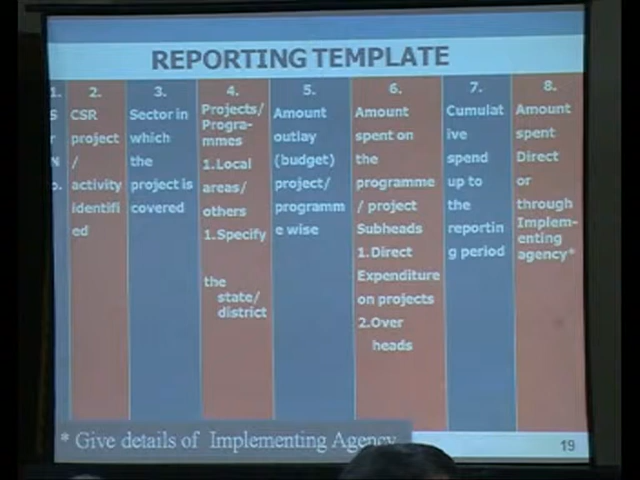 REPORTING TEMPLATE
1.
S
r
N
o.
2.
CSR
project
/
activity
identifi
ed
3.
Sector in
which
the
project is
covered
4.
Projects/
Progra-
mmes
1.Local
areas/
others
1.Specify
the
state/
district
5.
Amount
outlay
(budget)
project/
programm
e wise
6.
Amount
spent on
the
programme
/ project
Subheads
1.Direct
Expenditure
on projects
2.Over
heads
7.
Cumulat
ive
spend
up to
the
reportin
g period
8.
Amount
spent
Direct
or
through
Implem-
enting
agency*
* Give details of Implementing Agency
19